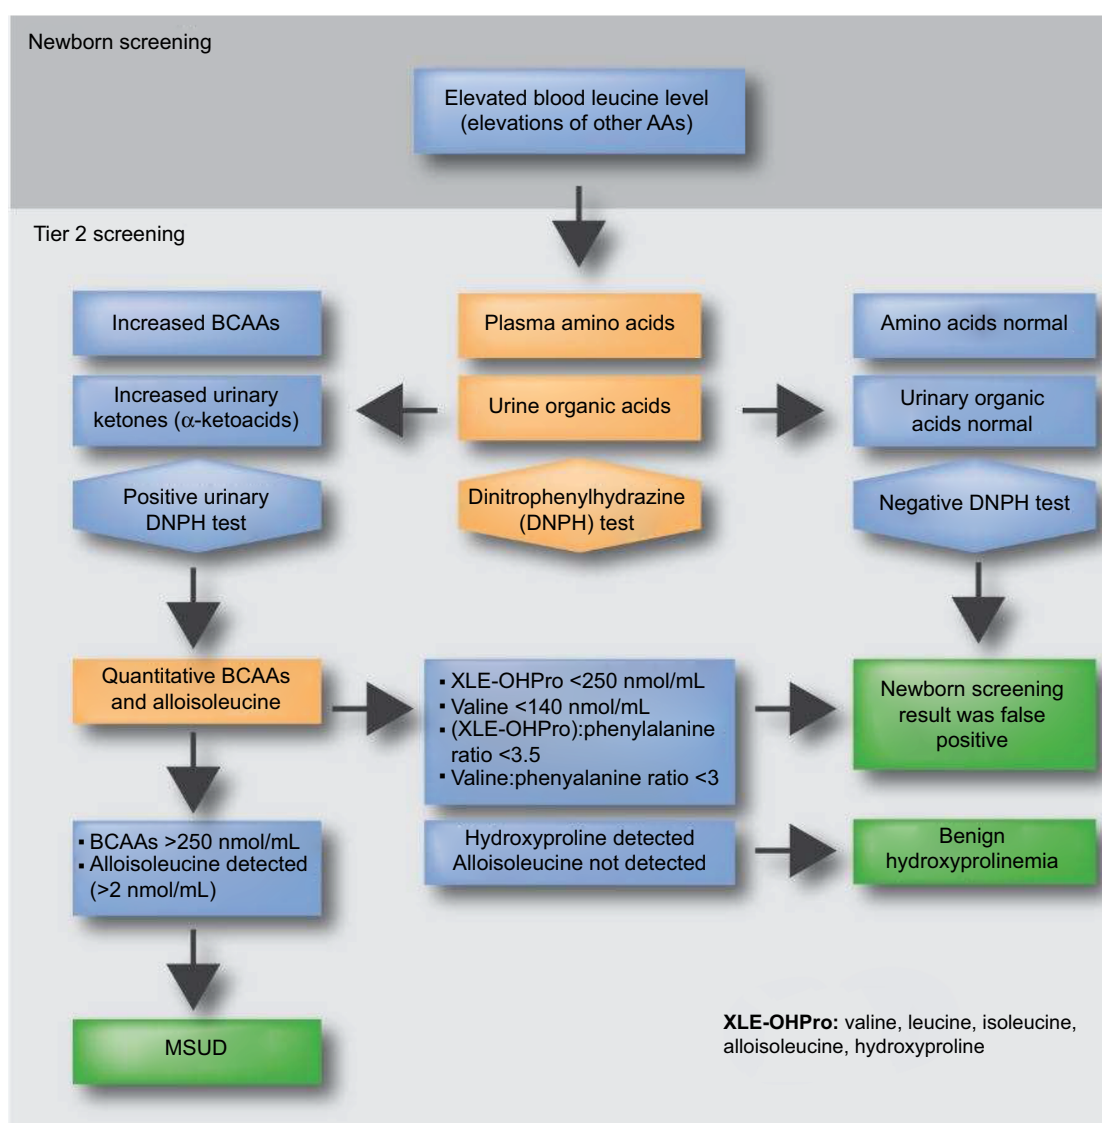 Newborn screening
Elevated blood leucine level
(elevations of other AAs)
Tier 2 screening
Increased BCAAs
Plasma amino acids
Amino acids normal
Increased urinary
ketones (α-ketoacids)
Urine organic acids
Urinary organic
acids normal
Positive urinary
DNPH test
Dinitrophenylhydrazine
(DNPH) test
Negative DNPH test
Quantitative BCAAs
and alloisoleucine
▪ XLE-OHPro <250 nmol/mL
▪ Valine <140 nmol/mL
▪ (XLE-OHPro):phenylalanine
ratio <3.5
▪ Valine:phenyalanine ratio <3
Newborn screening
result was false
positive
▪ BCAAs >250 nmol/mL
▪ Alloisoleucine detected
(>2 nmol/mL)
Hydroxyproline detected
Alloisoleucine not detected
Benign
hydroxyprolinemia
MSUD
XLE-OHPro: valine, leucine, isoleucine,
alloisoleucine, hydroxyproline